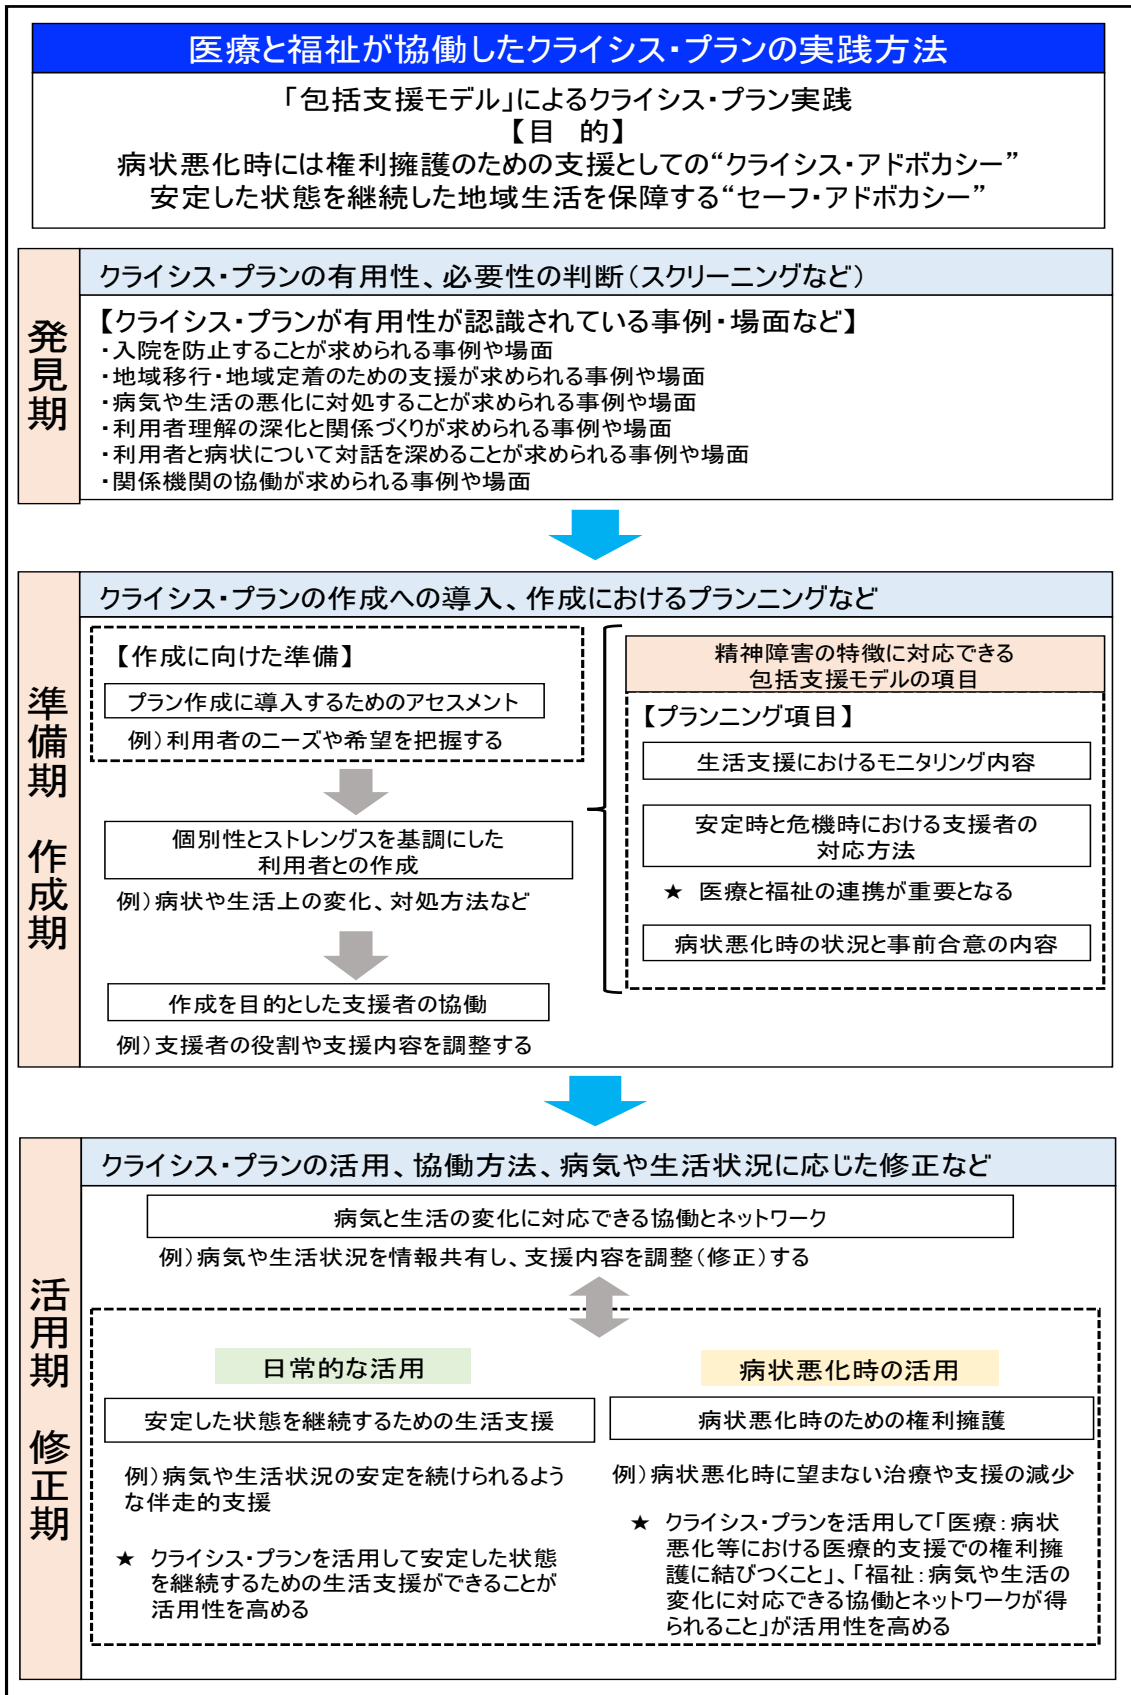 医療と福祉が協働したクライシス・プランの実践方法
「包括支援モデル」によるクライシス・プラン実践
【目　的】
病状悪化時には権利擁護のための支援としての“クライシス・アドボカシー”
安定した状態を継続した地域生活を保障する“セーフ・アドボカシー”
発見期
クライシス・プランの有用性、必要性の判断（スクリーニングなど）
【クライシス・プランが有用性が認識されている事例・場面など】
・入院を防止することが求められる事例や場面
・地域移行・地域定着のための支援が求められる事例や場面
・病気や生活の悪化に対処することが求められる事例や場面
・利用者理解の深化と関係づくりが求められる事例や場面
・利用者と病状について対話を深めることが求められる事例や場面
・関係機関の協働が求められる事例や場面
準備期　作成期
クライシス・プランの作成への導入、作成におけるプランニングなど
【作成に向けた準備】
プラン作成に導入するためのアセスメント
例）利用者のニーズや希望を把握する
個別性とストレングスを基調にした
利用者との作成
例）病状や生活上の変化、対処方法など
作成を目的とした支援者の協働
例）支援者の役割や支援内容を調整する
精神障害の特徴に対応できる
包括支援モデルの項目
【プランニング項目】
生活支援におけるモニタリング内容
安定時と危機時における支援者の
対応方法
★ 医療と福祉の連携が重要となる
病状悪化時の状況と事前合意の内容
活用期　修正期
クライシス・プランの活用、協働方法、病気や生活状況に応じた修正など
病気と生活の変化に対応できる協働とネットワーク
例）病気や生活状況を情報共有し、支援内容を調整（修正）する
日常的な活用
安定した状態を継続するための生活支援
例）病気や生活状況の安定を続けられるよう
な伴走的支援
★ クライシス・プランを活用して安定した状態
を継続するための生活支援ができることが
活用性を高める
病状悪化時の活用
病状悪化時のための権利擁護
例）病状悪化時に望まない治療や支援の減少
★ クライシス・プランを活用して「医療：病状
悪化等における医療的支援での権利擁
護に結びつくこと」、「福祉：病気や生活の
変化に対応できる協働とネットワークが得
られること」が活用性を高める